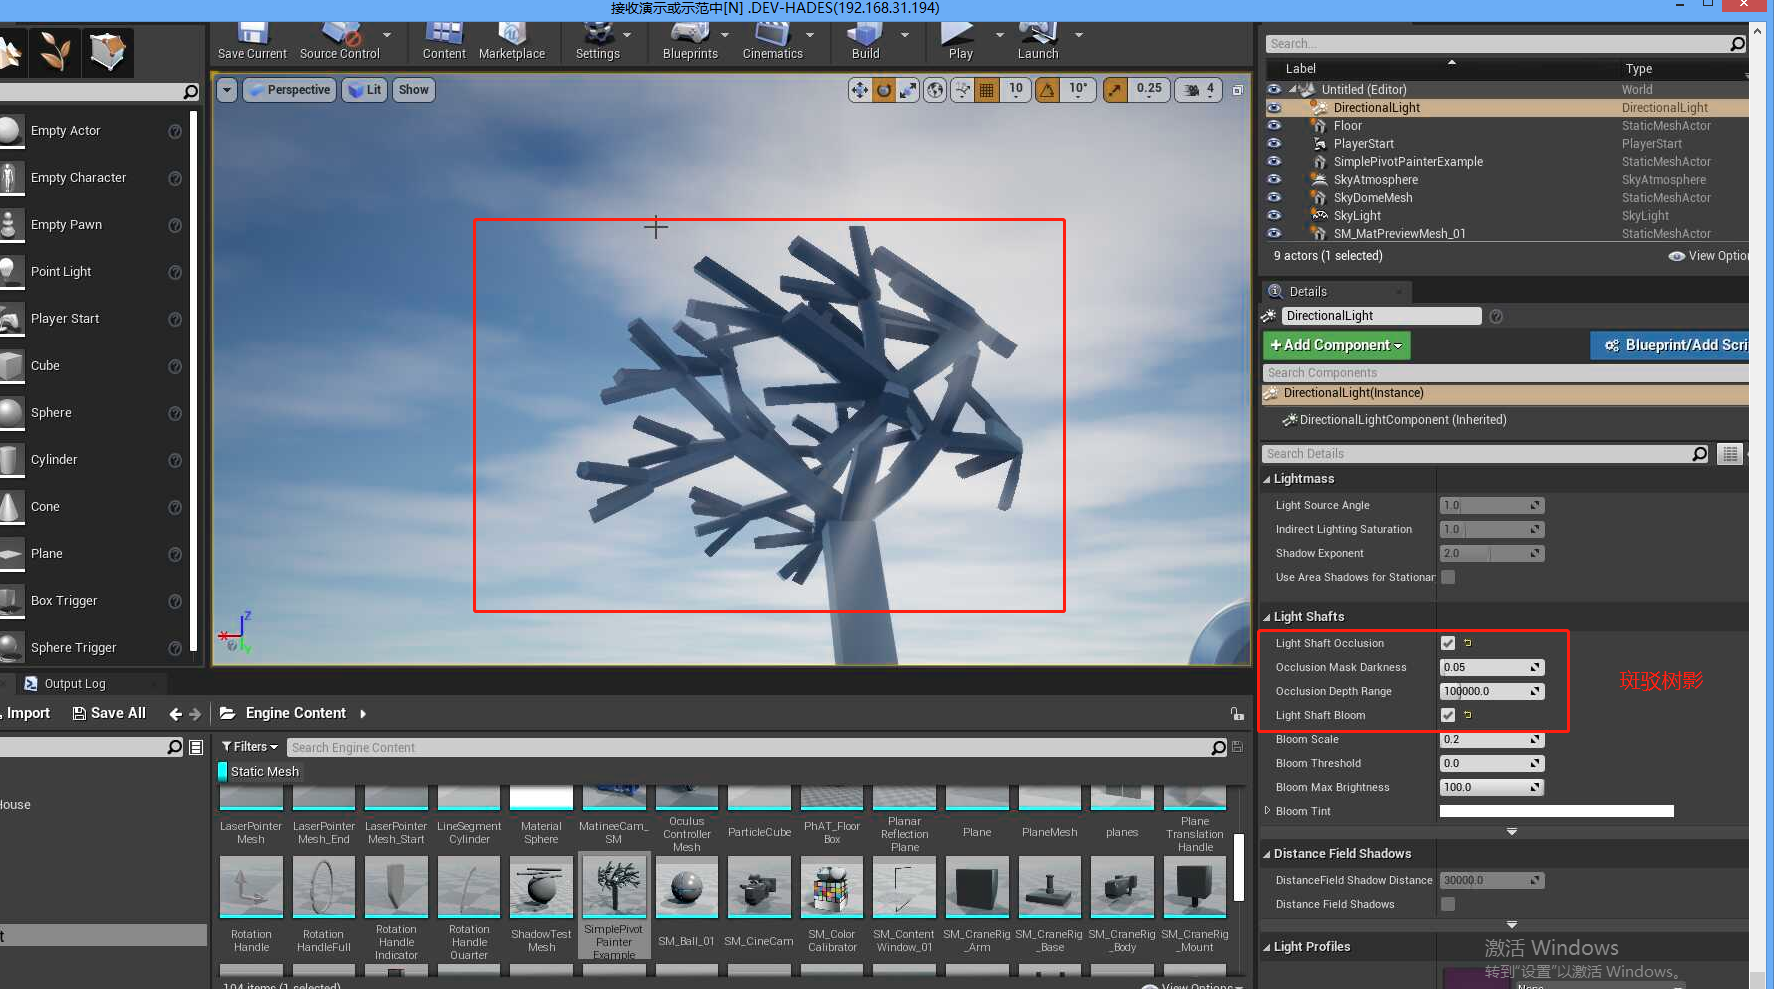 接收演示或示范中[N] .DEV-HADES(192.168.31.194)
Save Current
Source Control
Content
Marketplace
Settings
Blueprints
Cinematics
Build
Play
Launch
Perspective
Lit
Show
10
10°
0.25
4
Empty Actor
Empty Character
Empty Pawn
Point Light
Player Start
Cube
Sphere
Cylinder
Cone
Plane
Box Trigger
Sphere Trigger
Search...
Label Type
Untitled (Editor) World
DirectionalLight DirectionalLight
Floor StaticMeshActor
PlayerStart PlayerStart
SimplePivotPainterExample StaticMeshActor
SkyAtmosphere SkyAtmosphere
SkyDomeMesh StaticMeshActor
SkyLight SkyLight
SM_MatPreviewMesh_01 StaticMeshActor
9 actors (1 selected) View Optio
Details
DirectionalLight
Add Component
Blueprint/Add Scri
Search Components
DirectionalLight(Instance)
DirectionalLightComponent (Inherited)
Search Details
Lightmass
Light Source Angle 1.0
Indirect Lighting Saturation 1.0
Shadow Exponent 2.0
Use Area Shadows for Stationar
Light Shafts
Light Shaft Occlusion
Occlusion Mask Darkness 0.05
Occlusion Depth Range 100000.0
Light Shaft Bloom
斑驳树影
Bloom Scale 0.2
Bloom Threshold 0.0
Bloom Max Brightness 100.0
Bloom Tint
Distance Field Shadows
DistanceField Shadow Distance 30000.0
Distance Field Shadows
Light Profiles
激活 Windows
转到"设置"以激活 Windows。
None
X
Y
Z
Output Log
Import
Save All
Engine Content
Filters
Search Engine Content
Static Mesh
House
t
LaserPointer
Mesh
LaserPointer
Mesh_End
LaserPointer
Mesh_Start
LineSegment
Cylinder
Material
Sphere
MatineeCam_
SM
Oculus
Controller
Mesh
ParticleCube
PhAT_Floor
Box
Planar
Reflection
Plane
Plane
PlaneMesh
planes
Plane
Translation
Handle
Rotation
Handle
Rotation
HandleFull
Rotation
Handle
Indicator
Rotation
Handle
Quarter
ShadowTest
Mesh
SimplePivot
Painter
Example
SM_Ball_01
SM_CineCam
SM_Color
Calibrator
SM_Content
Window_01
SM_CraneRig
_Arm
SM_CraneRig
_Base
SM_CraneRig
_Body
SM_CraneRig
_Mount
104 items (1 selected)
View Options